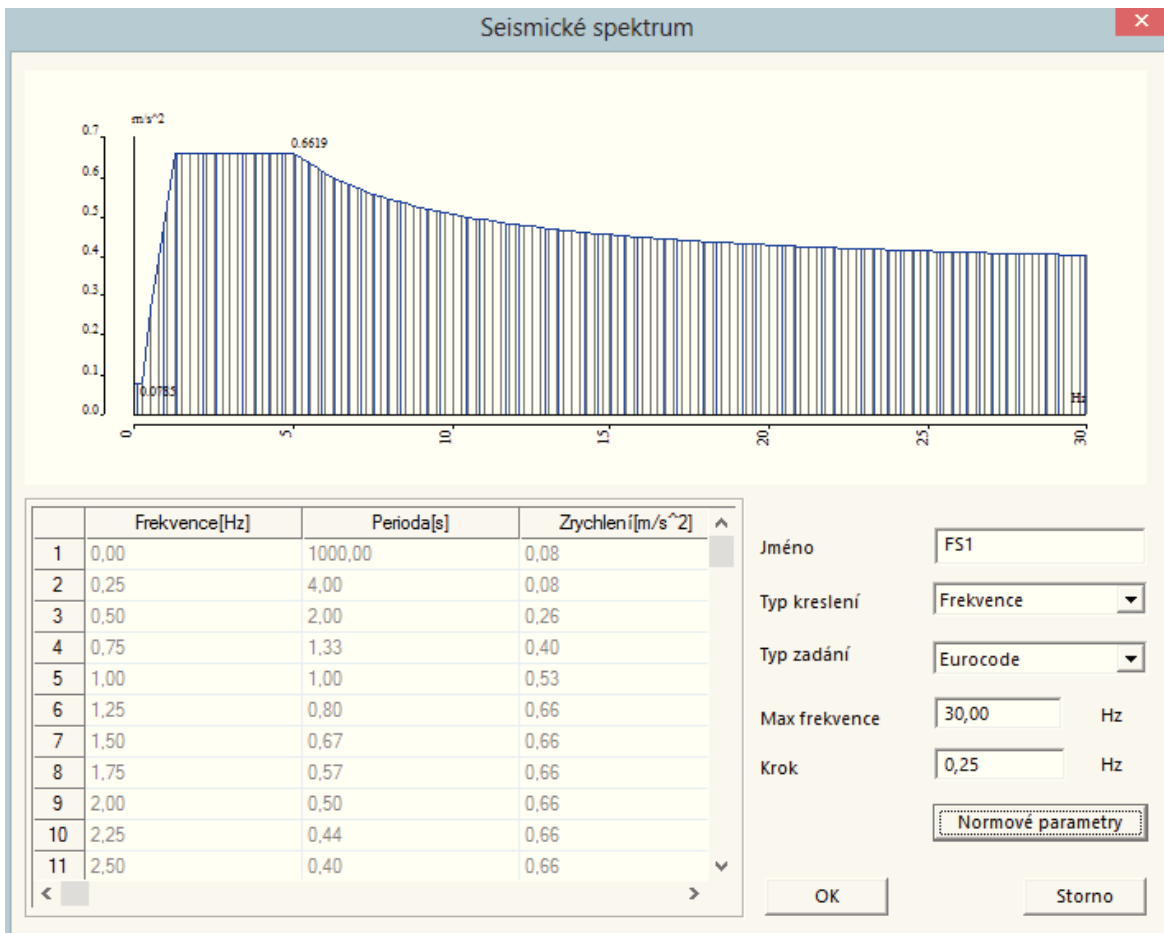 Seismické spektrum
m/s^2
0.7
0.6619
0.6
0.5
0.4
0.3
0.2
0.1
0.0785
0.0
Hz
0. 5. 10. 15. 20. 25. 30.
Frekvence[Hz] Perioda[s] Zrychlení[m/s^2]
1 0,00 1000,00 0,08
2 0,25 4,00 0,08
3 0,50 2,00 0,26
4 0,75 1,33 0,40
5 1,00 1,00 0,53
6 1,25 0,80 0,66
7 1,50 0,67 0,66
8 1,75 0,57 0,66
9 2,00 0,50 0,66
10 2,25 0,44 0,66
11 2,50 0,40 0,66
Jméno FS1
Typ kreslení Frekvence
Typ zadání Eurocode
Max frekvence 30,00 Hz
Krok 0,25 Hz
Normové parametry
OK Storno